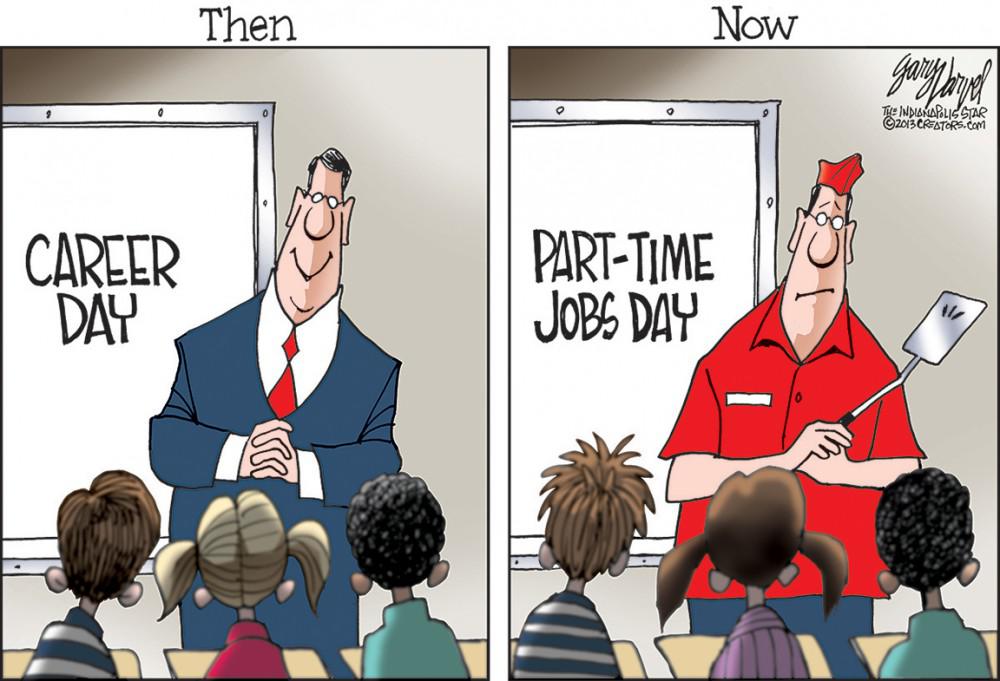 Then
CAREER
DAY
Now
Gary Varvel
THE INDIANAPOLIS STAR
©2013 CREATORS.COM
PART-TIME
JOBS DAY